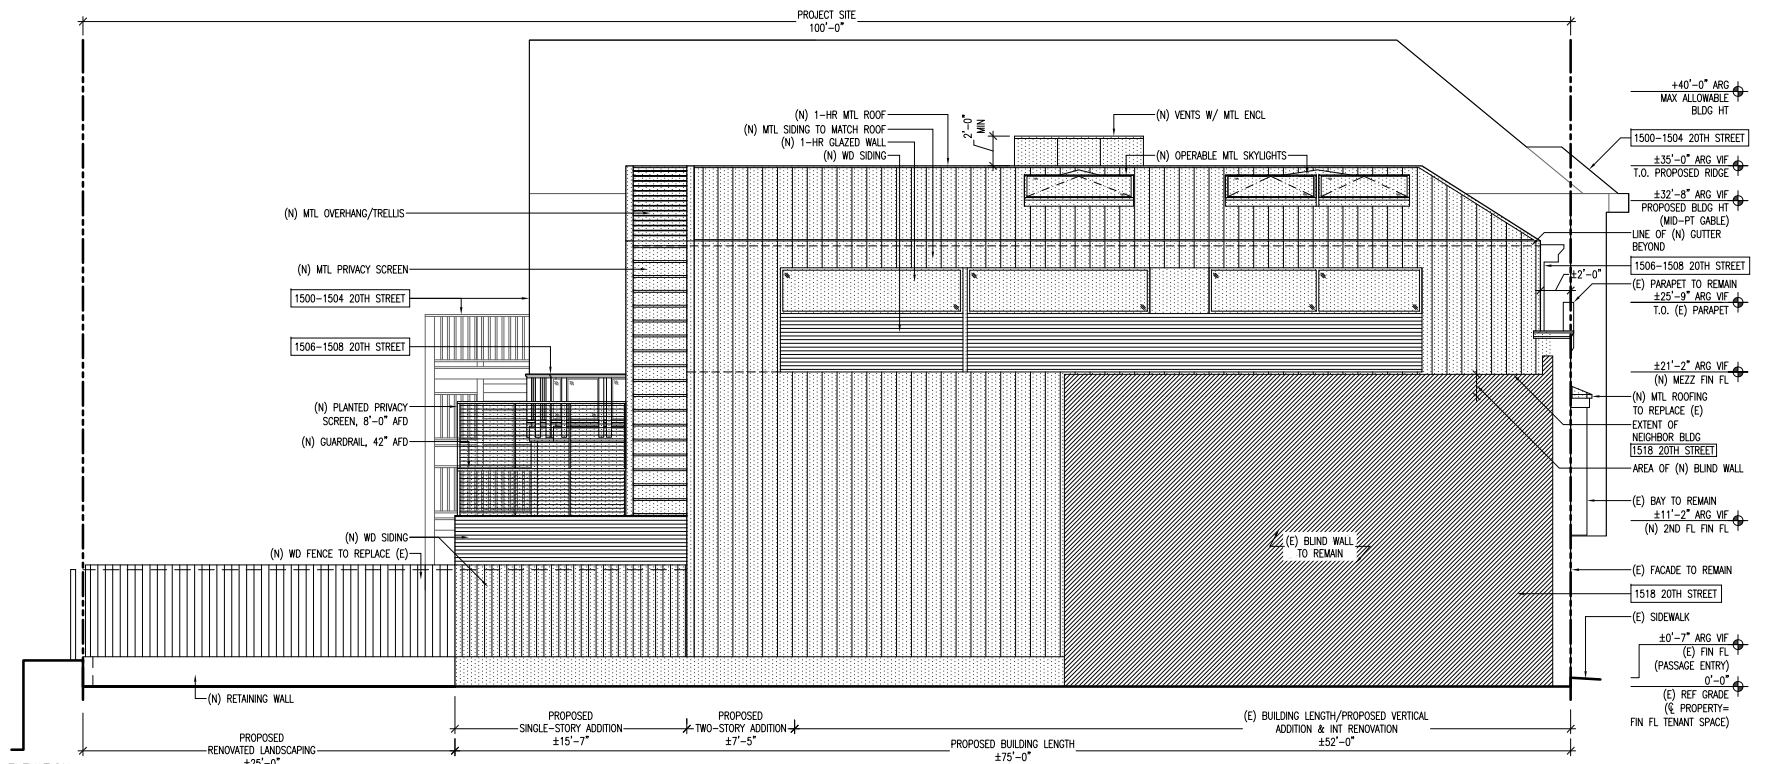 PROJECT SITE
100'-0"
(N) 1-HR MTL ROOF
(N) MTL SIDING TO MATCH ROOF
(N) 1-HR GLAZED WALL
(N) WD SIDING
2'-0"
MIN
(N) VENTS W/ MTL ENCL
(N) OPERABLE MTL SKYLIGHTS
(N) MTL OVERHANG/TRELLIS
(N) MTL PRIVACY SCREEN
1500-1504 20TH STREET
1506-1508 20TH STREET
(N) PLANTED PRIVACY
SCREEN, 8'-0" AFD
(N) GUARDRAIL, 42" AFD
(N) WD SIDING
(N) WD FENCE TO REPLACE (E)
(N) RETAINING WALL
(E) BLIND WALL
TO REMAIN
+40'-0" ARG
MAX ALLOWABLE
BLDG HT
1500-1504 20TH STREET
±35'-0" ARG VIF
T.O. PROPOSED RIDGE
±32'-8" ARG VIF
PROPOSED BLDG HT
(MID-PT GABLE)
LINE OF (N) GUTTER
BEYOND
1506-1508 20TH STREET
±2'-0"
(E) PARAPET TO REMAIN
±25'-9" ARG VIF
T.O. (E) PARAPET
±21'-2" ARG VIF
(N) MEZZ FIN FL
(N) MTL ROOFING
TO REPLACE (E)
EXTENT OF
NEIGHBOR BLDG
1518 20TH STREET
AREA OF (N) BLIND WALL
(E) BAY TO REMAIN
±11'-2" ARG VIF
(N) 2ND FL FIN FL
(E) FACADE TO REMAIN
1518 20TH STREET
(E) SIDEWALK
±0'-7" ARG VIF
(E) FIN FL
(PASSAGE ENTRY)
0'-0"
(E) REF GRADE
(℄ PROPERTY=
FIN FL TENANT SPACE)
PROPOSED
SINGLE-STORY ADDITION
±15'-7"
PROPOSED
TWO-STORY ADDITION
±7'-5"
(E) BUILDING LENGTH/PROPOSED VERTICAL
ADDITION & INT RENOVATION
±52'-0"
PROPOSED
RENOVATED LANDSCAPING
±25'-0"
PROPOSED BUILDING LENGTH
±75'-0"